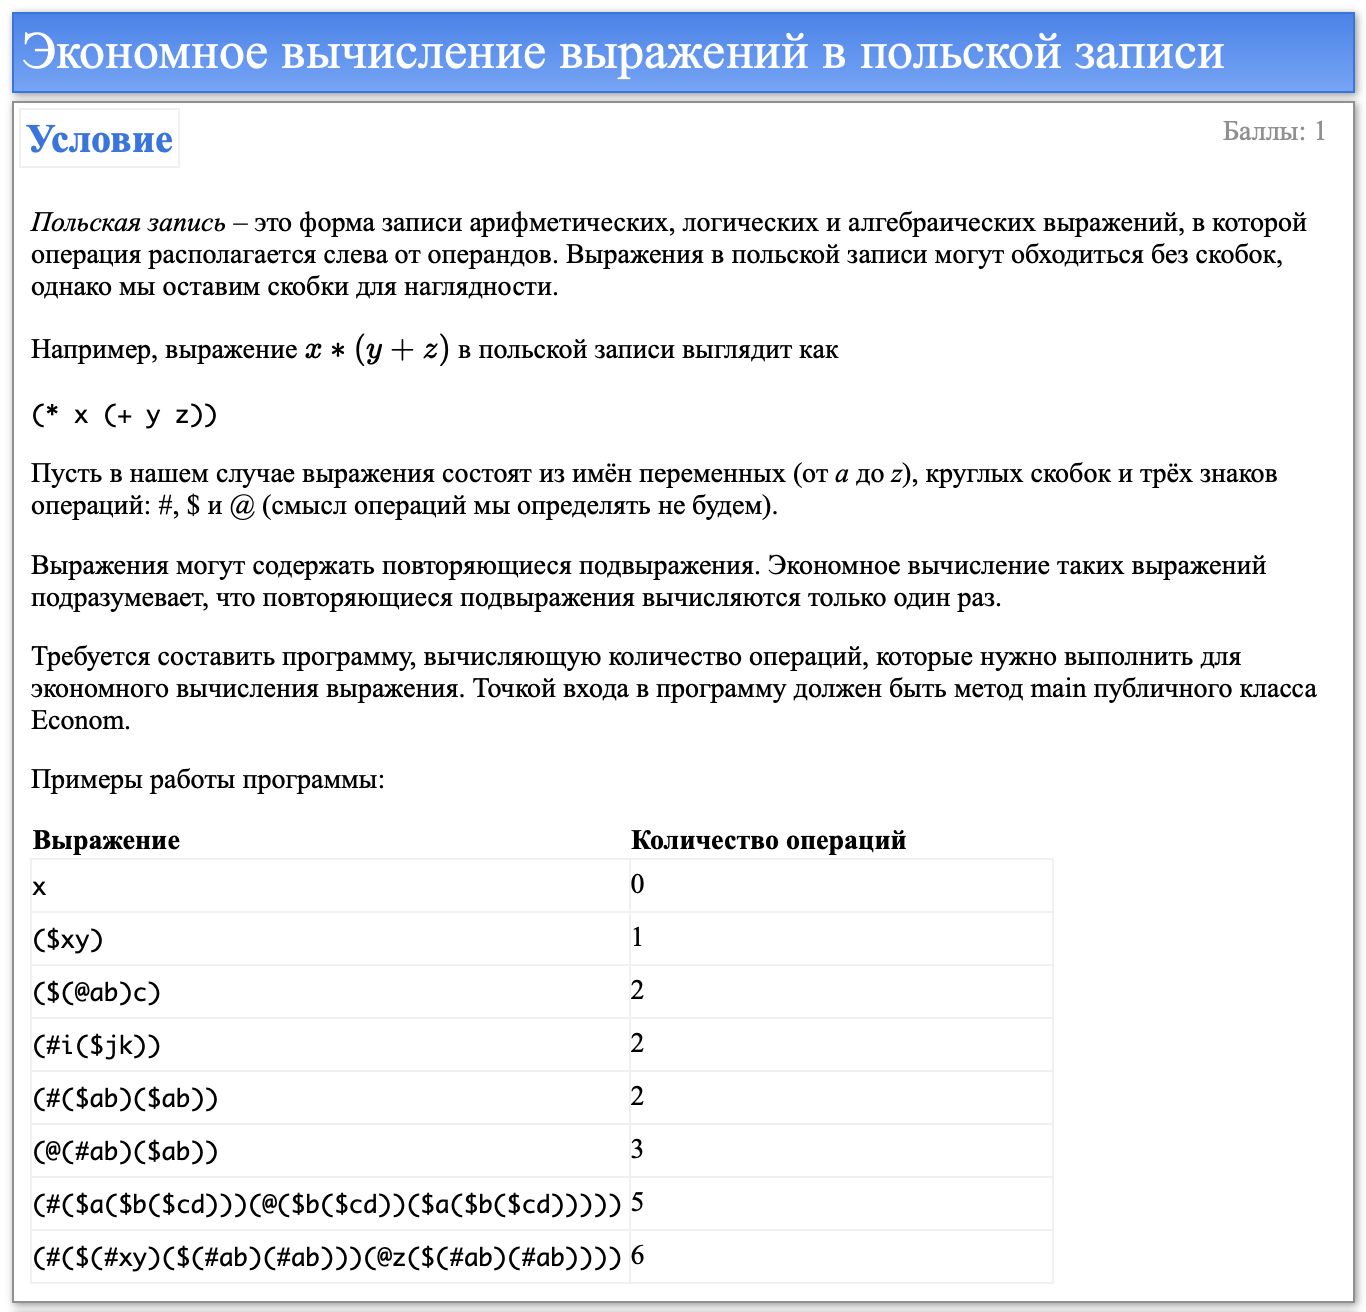 Экономное вычисление выражений в польской записи
Условие
Баллы: 1
Польская запись – это форма записи арифметических, логических и алгебраических выражений, в которой
операция располагается слева от операндов. Выражения в польской записи могут обходиться без скобок,
однако мы оставим скобки для наглядности.
Например, выражение x * (y + z) в польской записи выглядит как
(* x (+ y z))
Пусть в нашем случае выражения состоят из имён переменных (от a до z), круглых скобок и трёх знаков
операций: #, $ и @ (смысл операций мы определять не будем).
Выражения могут содержать повторяющиеся подвыражения. Экономное вычисление таких выражений
подразумевает, что повторяющиеся подвыражения вычисляются только один раз.
Требуется составить программу, вычисляющую количество операций, которые нужно выполнить для
экономного вычисления выражения. Точкой входа в программу должен быть метод main публичного класса
Econom.
Примеры работы программы:
Выражение Количество операций
x 0
($xy) 1
($(@ab)c) 2
(#i($jk)) 2
(#($ab)($ab)) 2
(@(#ab)($ab)) 3
(#($a($b($cd)))(@($b($cd))($a($b($cd))))) 5
(#($(#xy)($(#ab)(#ab)))(@z($(#ab)(#ab)))) 6